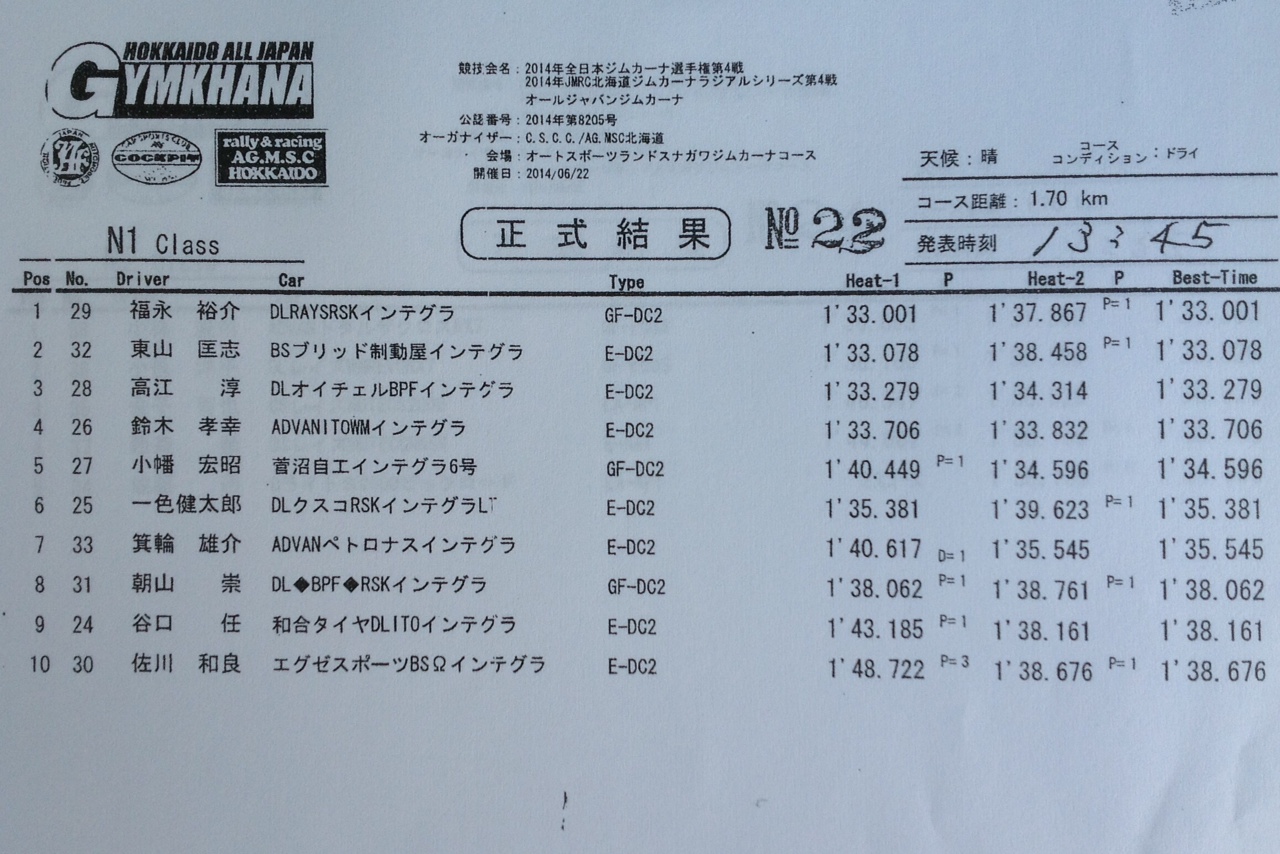 HOKKAIDO ALL JAPAN
GYMKHANA
JAPAN
CAR SPORTS CLUB
COCKPIT
rally & racing
AG.M.S.C
HOKKAIDO
競技会名：2014年全日本ジムカーナ選手権第4戦
2014年JMRC北海道ジムカーナラジアルシリーズ第4戦
オールジャパンジムカーナ
公認番号：2014年第8205号
オーガナイザー：C.S.C.C./AG.MSC北海道
会場：オートスポーツランドスナガワジムカーナコース
開催日：2014/06/22
天候：晴 コースコンディション：ドライ
コース距離：1.70 km
発表時刻 13:45
正式結果 №22
N1 Class
Pos No. Driver Car Type Heat-1 P Heat-2 P Best-Time
1 29 福永 裕介 DLRAYSRSKインテグラ GF-DC2 1'33.001 1'37.867 P=1 1'33.001
2 32 東山 匡志 BSブリッド制動屋インテグラ E-DC2 1'33.078 1'38.458 P=1 1'33.078
3 28 高江 淳 DLオイチェルBPFインテグラ E-DC2 1'33.279 1'34.314 1'33.279
4 26 鈴木 孝幸 ADVANITOWMインテグラ E-DC2 1'33.706 1'33.832 1'33.706
5 27 小幡 宏昭 菅沼自工インテグラ6号 GF-DC2 1'40.449 P=1 1'34.596 1'34.596
6 25 一色健太郎 DLクスコRSKインテグラLT E-DC2 1'35.381 1'39.623 P=1 1'35.381
7 33 箕輪 雄介 ADVANペトロナスインテグラ E-DC2 1'40.617 D=1 1'35.545 1'35.545
8 31 朝山 崇 DL◆BPF◆RSKインテグラ GF-DC2 1'38.062 P=1 1'38.761 P=1 1'38.062
9 24 谷口 任 和合タイヤDLITOインテグラ E-DC2 1'43.185 P=1 1'38.161 1'38.161
10 30 佐川 和良 エグゼスポーツBSΩインテグラ E-DC2 1'48.722 P=3 1'38.676 P=1 1'38.676